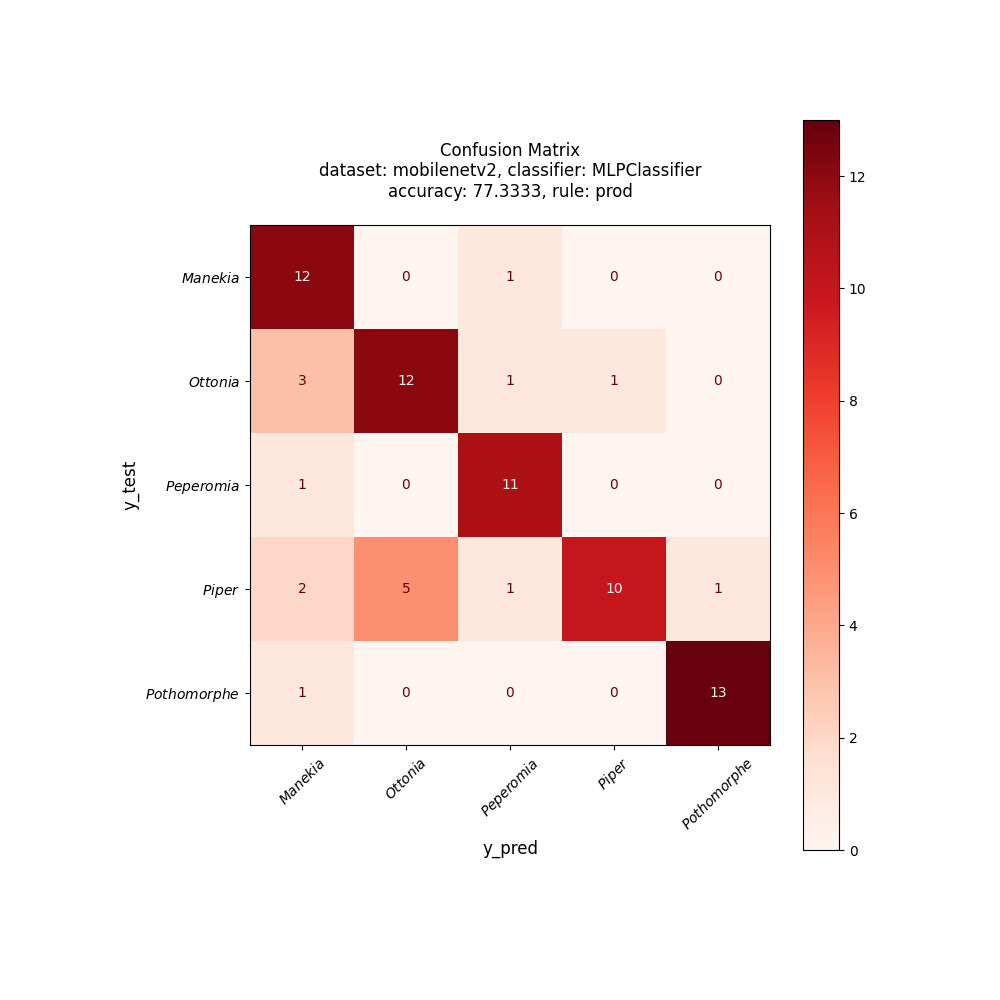 Confusion Matrix
dataset: mobilenetv2, classifier: MLPClassifier
accuracy: 77.3333, rule: prod
y_test
Manekia 12 0 1 0 0
Ottonia 3 12 1 1 0
Peperomia 1 0 11 0 0
Piper 2 5 1 10 1
Pothomorphe 1 0 0 0 13
Manekia Ottonia Peperomia Piper Pothomorphe
y_pred
12
10
8
6
4
2
0